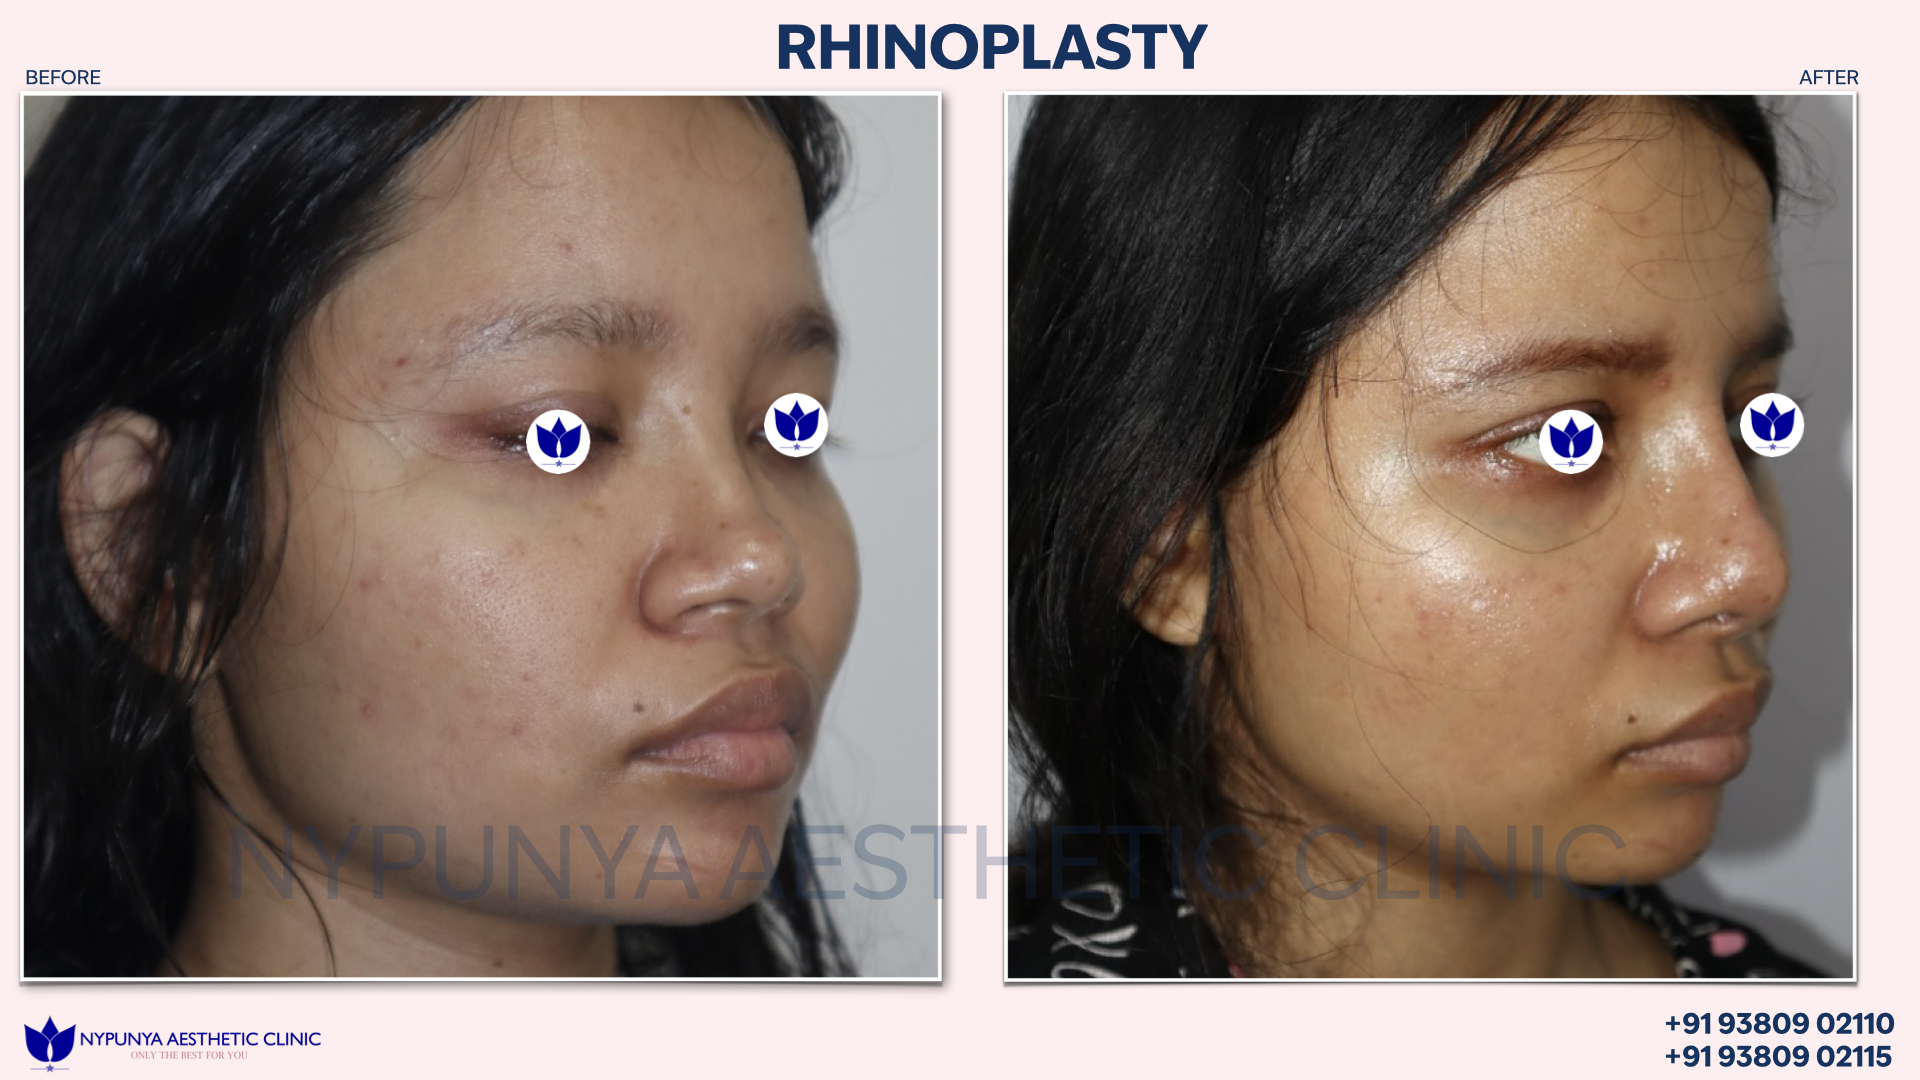 RHINOPLASTY
BEFORE
AFTER
NYPUNYA AESTHETIC CLINIC
NYPUNYA AESTHETIC CLINIC
ONLY THE BEST FOR YOU
+91 93809 02110
+91 93809 02115